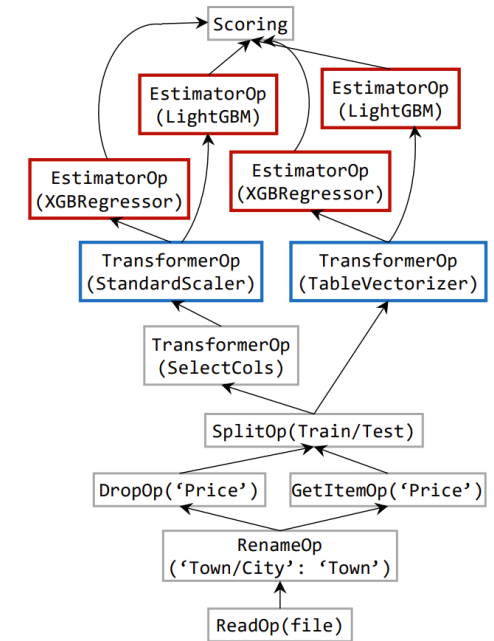 Scoring
EstimatorOp
(LightGBM)
EstimatorOp
(LightGBM)
EstimatorOp
(XGBRegressor)
EstimatorOp
(XGBRegressor)
TransformerOp
(StandardScaler)
TransformerOp
(TableVectorizer)
TransformerOp
(SelectCols)
SplitOp(Train/Test)
DropOp(‘Price’)
GetItemOp(‘Price’)
RenameOp
(‘Town/City’: ‘Town’)
ReadOp(file)